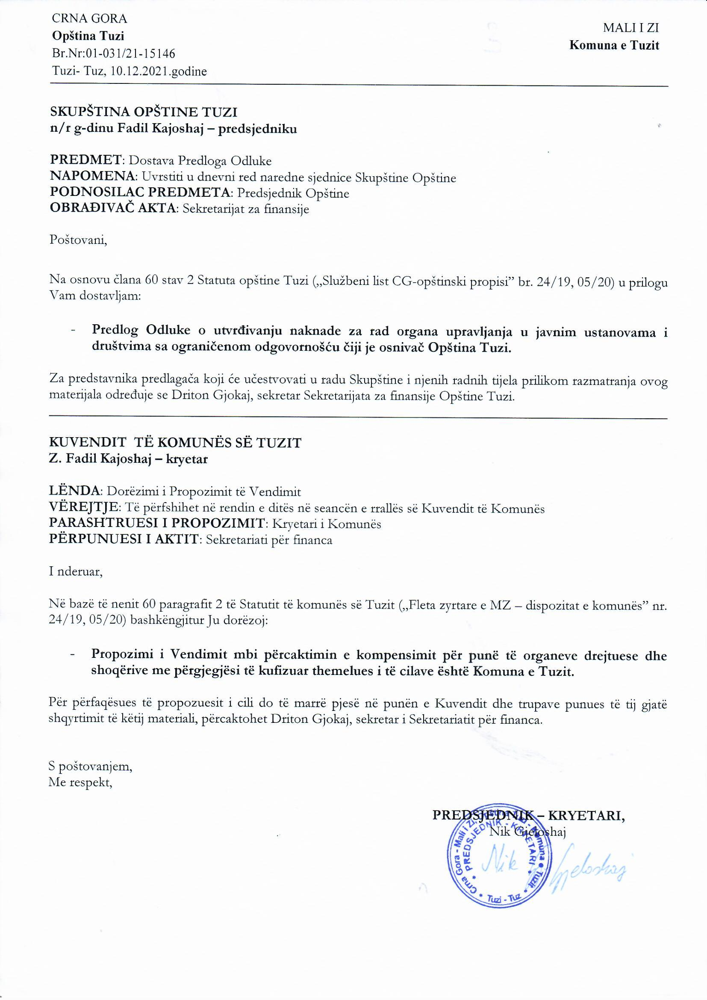 CRNA GORA
Opština Tuzi
Br.Nr:01-031/21-15146
Tuzi- Tuz, 10.12.2021.godine
MALI I ZI
Komuna e Tuzit
SKUPŠTINA OPŠTINE TUZI
n/r g-dinu Fadil Kajoshaj – predsjedniku
PREDMET: Dostava Predloga Odluke
NAPOMENA: Uvrstiti u dnevni red naredne sjednice Skupštine Opštine
PODNOSILAC PREDMETA: Predsjednik Opštine
OBRAĐIVAČ AKTA: Sekretarijat za finansije
Poštovani,
Na osnovu člana 60 stav 2 Statuta opštine Tuzi („Službeni list CG-opštinski propisi” br. 24/19, 05/20) u prilogu
Vam dostavljam:
- Predlog Odluke o utvrđivanju naknade za rad organa upravljanja u javnim ustanovama i
društvima sa ograničenom odgovornošću čiji je osnivač Opština Tuzi.
Za predstavnika predlagača koji će učestvovati u radu Skupštine i njenih radnih tijela prilikom razmatranja ovog
materijala određuje se Driton Gjokaj, sekretar Sekretarijata za finansije Opštine Tuzi.
KUVENDIT TË KOMUNËS SË TUZIT
Z. Fadil Kajoshaj – kryetar
LËNDA: Dorëzimi i Propozimit të Vendimit
VËREJTJE: Të përfshihet në rendin e ditës në seancën e rrallës së Kuvendit të Komunës
PARASHTRUESI I PROPOZIMIT: Kryetari i Komunës
PËRPUNUESI I AKTIT: Sekretariati për financa
I nderuar,
Në bazë të nenit 60 paragrafit 2 të Statutit të komunës së Tuzit („Fleta zyrtare e MZ – dispozitat e komunës” nr.
24/19, 05/20) bashkëngjitur Ju dorëzoj:
- Propozimi i Vendimit mbi përcaktimin e kompensimit për punë të organeve drejtuese dhe
shoqërive me përgjegjësi të kufizuar themelues i të cilave është Komuna e Tuzit.
Për përfaqësues të propozuesit i cili do të marrë pjesë në punën e Kuvendit dhe trupave punues të tij gjatë
shqyrtimit të këtij materiali, përcaktohet Driton Gjokaj, sekretar i Sekretariatit për financa.
S poštovanjem,
Me respekt,
PREDSJEDNIK – KRYETARI,
Nik Gjeloshaj
Crna Gora - Mali i Zi, Opština Tuzi - Komuna e Tuzit
PREDSJEDNIK - KRYETARI
Tuzi - Tuz
Nik Gjeloshaj